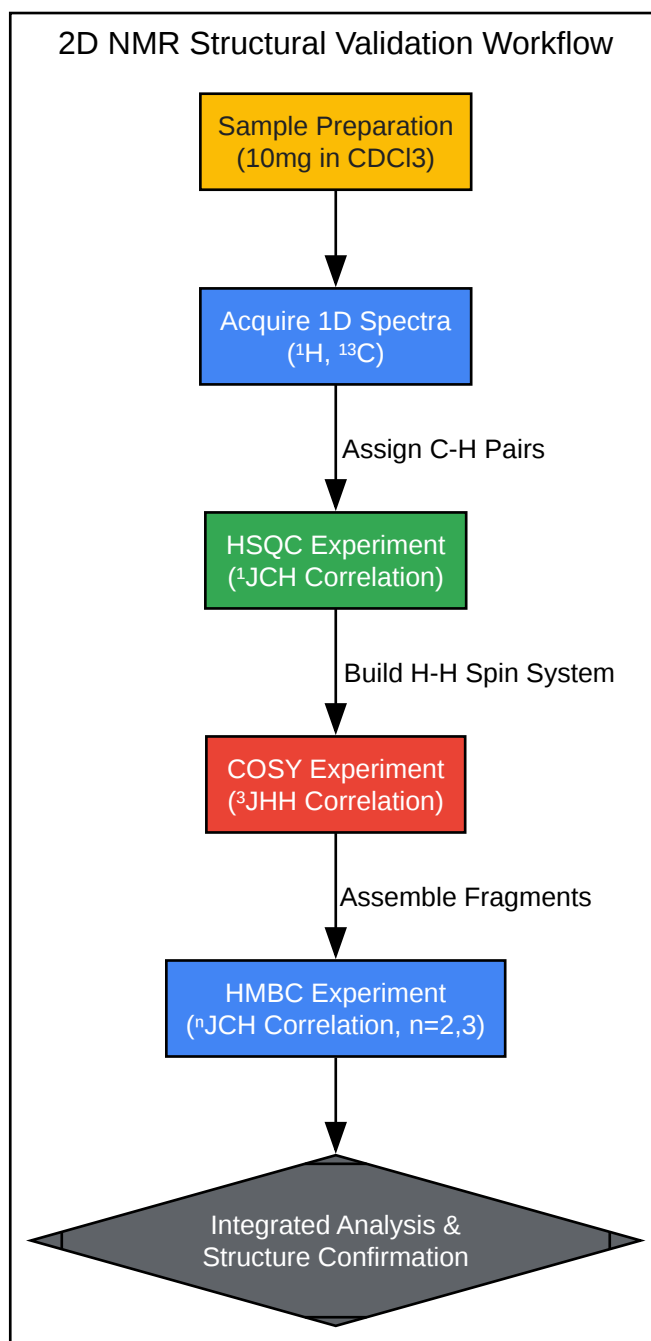 2D NMR Structural Validation Workflow
Sample Preparation
(10mg in CDCl3)
Acquire 1D Spectra
(¹H, ¹³C)
Assign C-H Pairs
HSQC Experiment
(¹JCH Correlation)
Build H-H Spin System
COSY Experiment
(³JHH Correlation)
Assemble Fragments
HMBC Experiment
(ⁿJCH Correlation, n=2,3)
Integrated Analysis &
Structure Confirmation